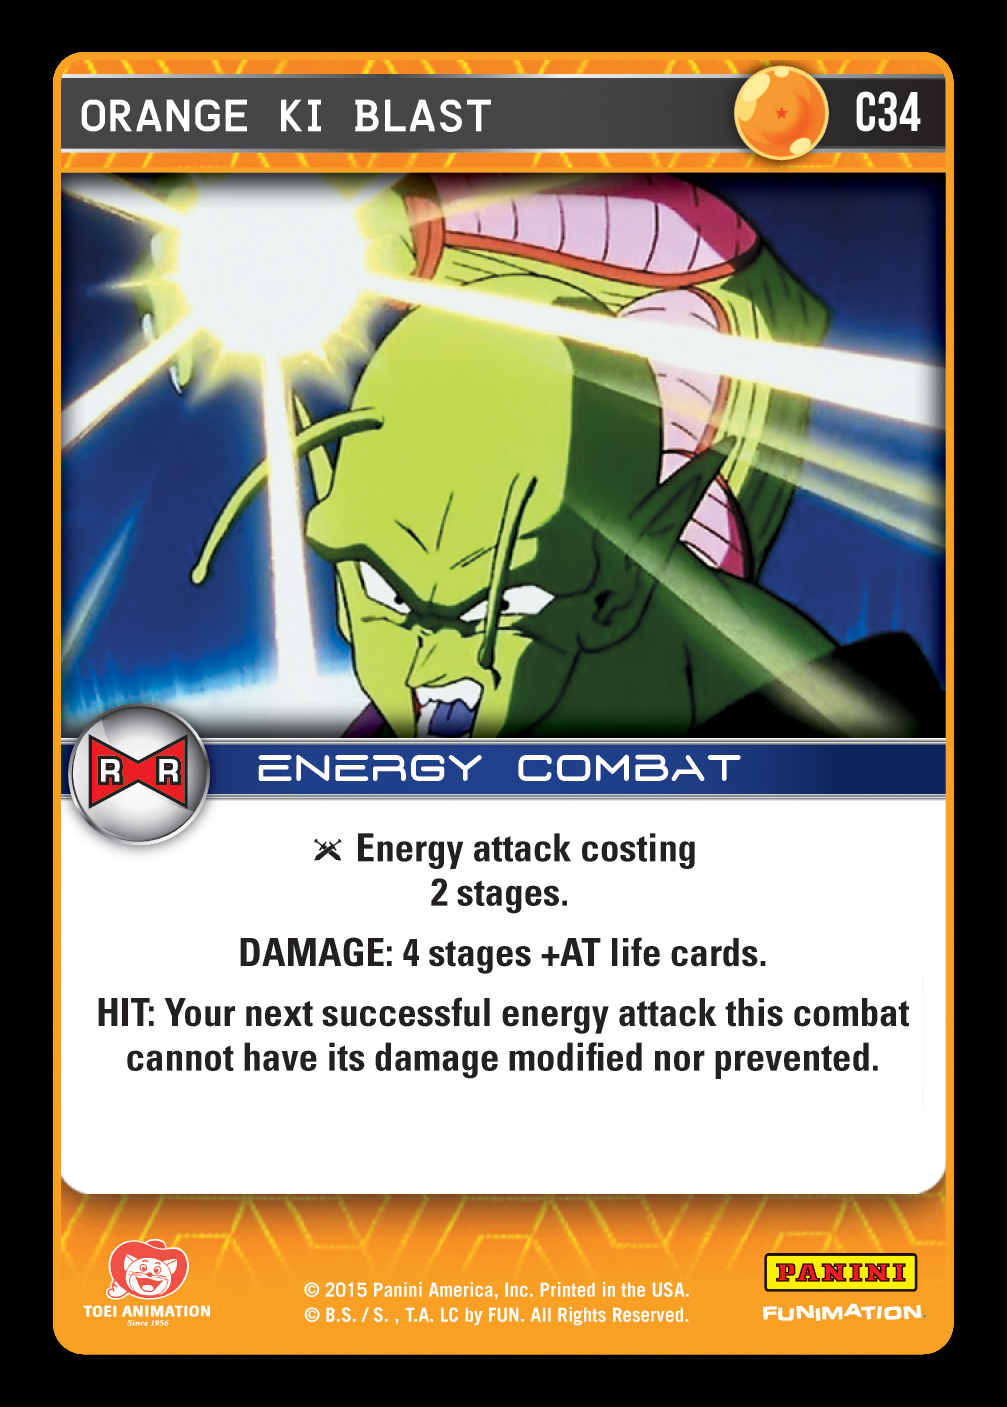 ORANGE KI BLAST
C34
R R
ENERGY COMBAT
Energy attack costing
2 stages.
DAMAGE: 4 stages +AT life cards.
HIT: Your next successful energy attack this combat
cannot have its damage modified nor prevented.
TOEI ANIMATION
Since 1956
© 2015 Panini America, Inc. Printed in the USA.
© B.S. / S. , T.A. LC by FUN. All Rights Reserved.
PANINI
FUNIMATION